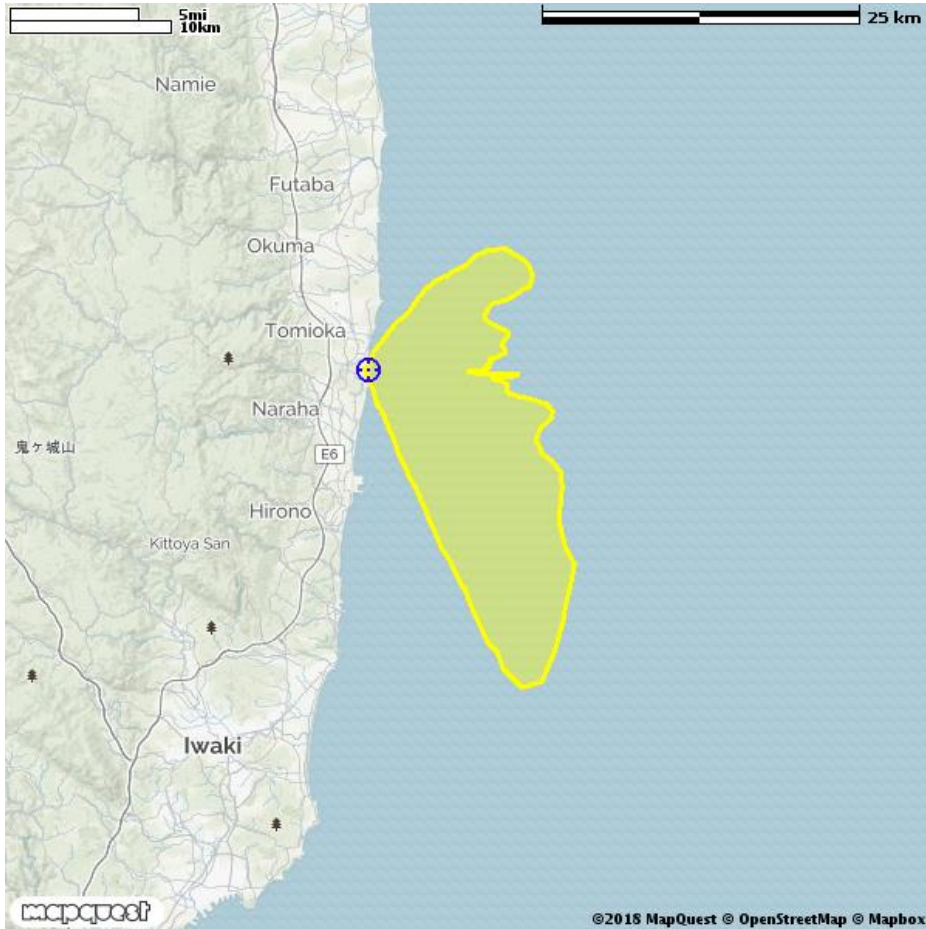 5mi
10km
25 km
Namie
Futaba
Okuma
Tomioka
Naraha
鬼ヶ城山
E6
Hirono
Kittoya San
Iwaki
mapquest
©2018 MapQuest © OpenStreetMap © Mapbox